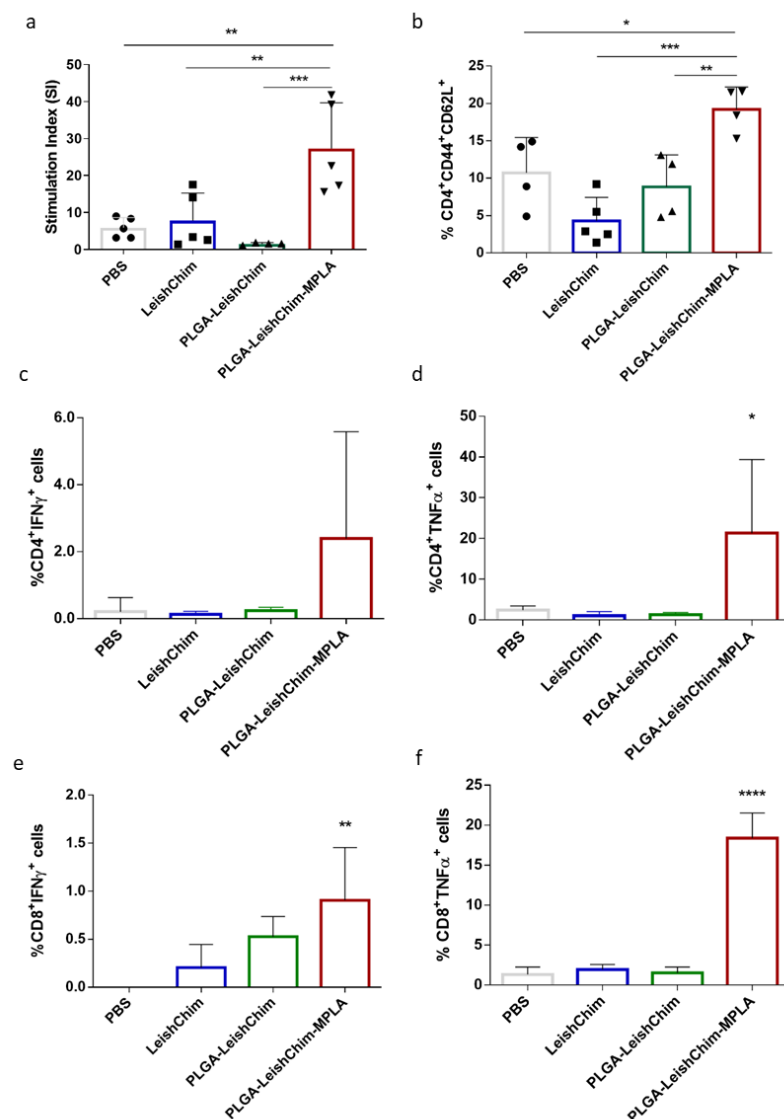 a
** 
**
***
Stimulation Index (SI)
50
40
30
20
10
0
PBS
LeishChim
PLGA-LeishChim
PLGA-LeishChim-MPLA
b
*
***
**
% CD4⁺CD44⁺CD62L⁺
25
20
15
10
5
0
PBS
LeishChim
PLGA-LeishChim
PLGA-LeishChim-MPLA
c
%CD4⁺IFNγ⁺ cells
6.0
4.0
2.0
0.0
PBS
LeishChim
PLGA-LeishChim
PLGA-LeishChim-MPLA
d
*
%CD4⁺TNFα⁺ cells
50
40
30
20
10
0
PBS
LeishChim
PLGA-LeishChim
PLGA-LeishChim-MPLA
e
**
%CD8⁺IFNγ⁺ cells
2.0
1.5
1.0
0.5
0.0
PBS
LeishChim
PLGA-LeishChim
PLGA-LeishChim-MPLA
f
****
% CD8⁺TNFα⁺ cells
25
20
15
10
5
0
PBS
LeishChim
PLGA-LeishChim
PLGA-LeishChim-MPLA